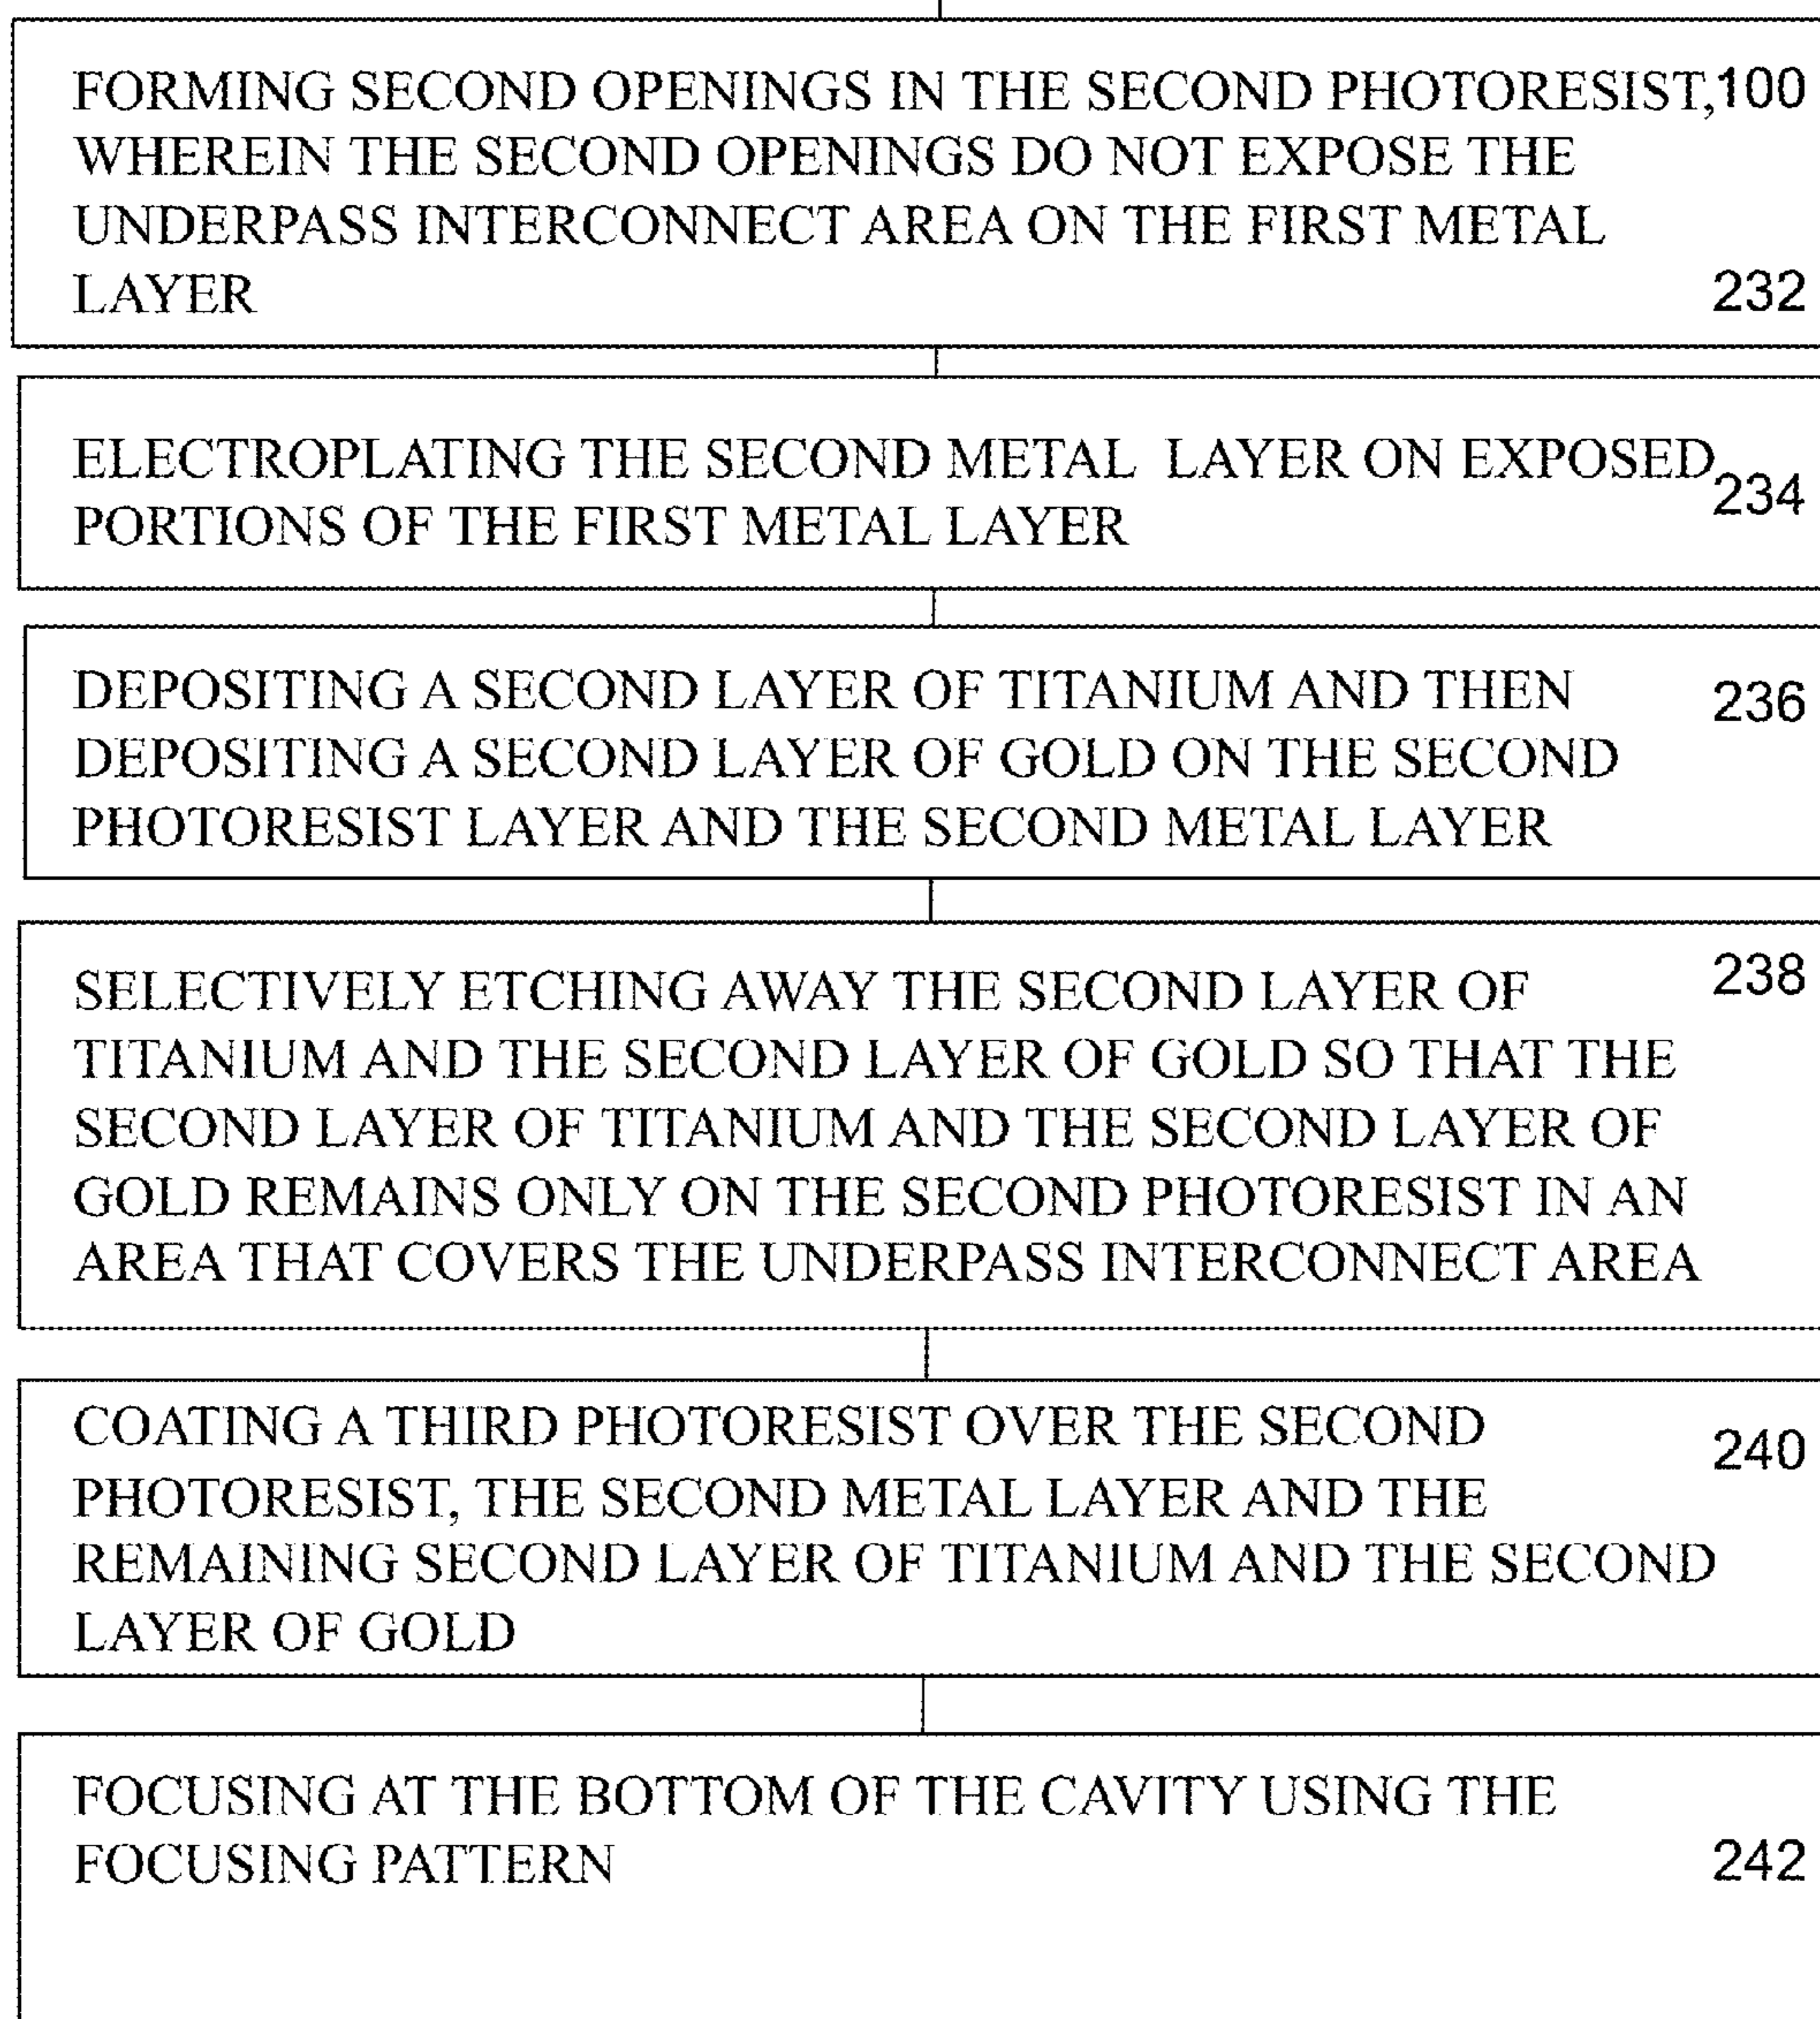 FORMING SECOND OPENINGS IN THE SECOND PHOTORESIST, 100
WHEREIN THE SECOND OPENINGS DO NOT EXPOSE THE
UNDERPASS INTERCONNECT AREA ON THE FIRST METAL
LAYER 232
ELECTROPLATING THE SECOND METAL LAYER ON EXPOSED 234
PORTIONS OF THE FIRST METAL LAYER
DEPOSITING A SECOND LAYER OF TITANIUM AND THEN 236
DEPOSITING A SECOND LAYER OF GOLD ON THE SECOND
PHOTORESIST LAYER AND THE SECOND METAL LAYER
SELECTIVELY ETCHING AWAY THE SECOND LAYER OF 238
TITANIUM AND THE SECOND LAYER OF GOLD SO THAT THE
SECOND LAYER OF TITANIUM AND THE SECOND LAYER OF
GOLD REMAINS ONLY ON THE SECOND PHOTORESIST IN AN
AREA THAT COVERS THE UNDERPASS INTERCONNECT AREA
COATING A THIRD PHOTORESIST OVER THE SECOND 240
PHOTORESIST, THE SECOND METAL LAYER AND THE
REMAINING SECOND LAYER OF TITANIUM AND THE SECOND
LAYER OF GOLD
FOCUSING AT THE BOTTOM OF THE CAVITY USING THE
FOCUSING PATTERN 242